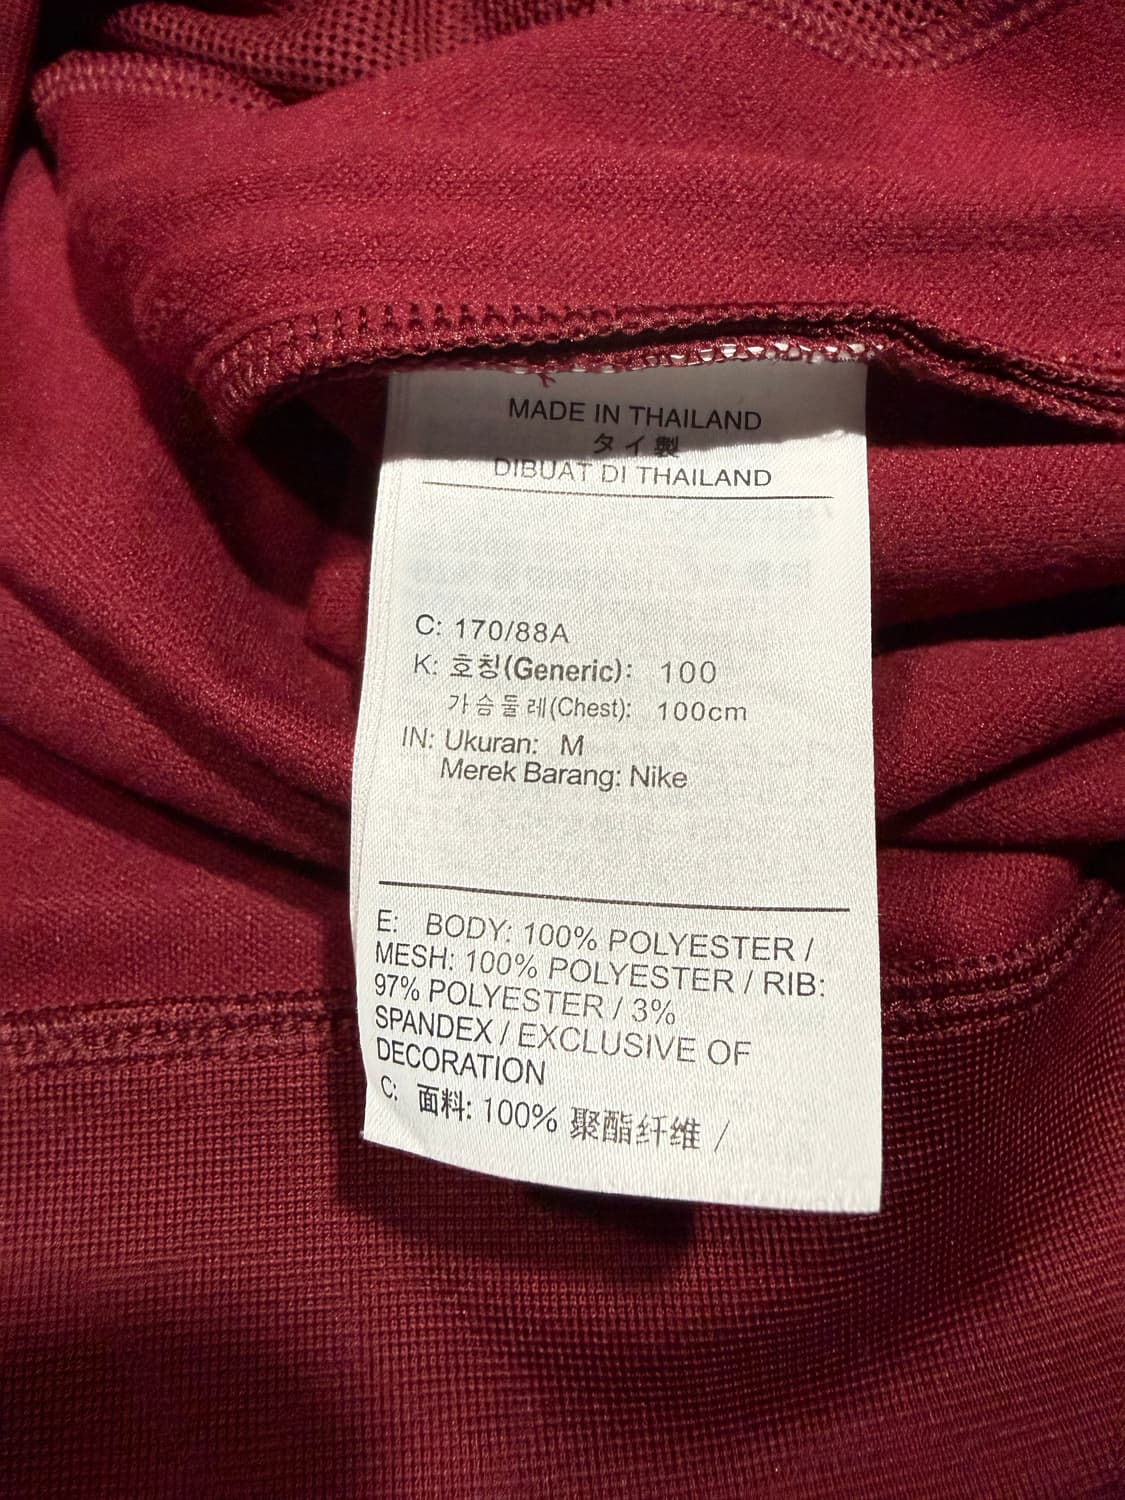 MADE IN THAILAND
タイ製
DIBUAT DI THAILAND
C: 170/88A
K: 호칭(Generic): 100
가슴둘레(Chest): 100cm
IN: Ukuran: M
Merek Barang: Nike
E: BODY: 100% POLYESTER /
MESH: 100% POLYESTER / RIB:
97% POLYESTER / 3%
SPANDEX / EXCLUSIVE OF
DECORATION
C: 面料: 100% 聚酯纤维 /